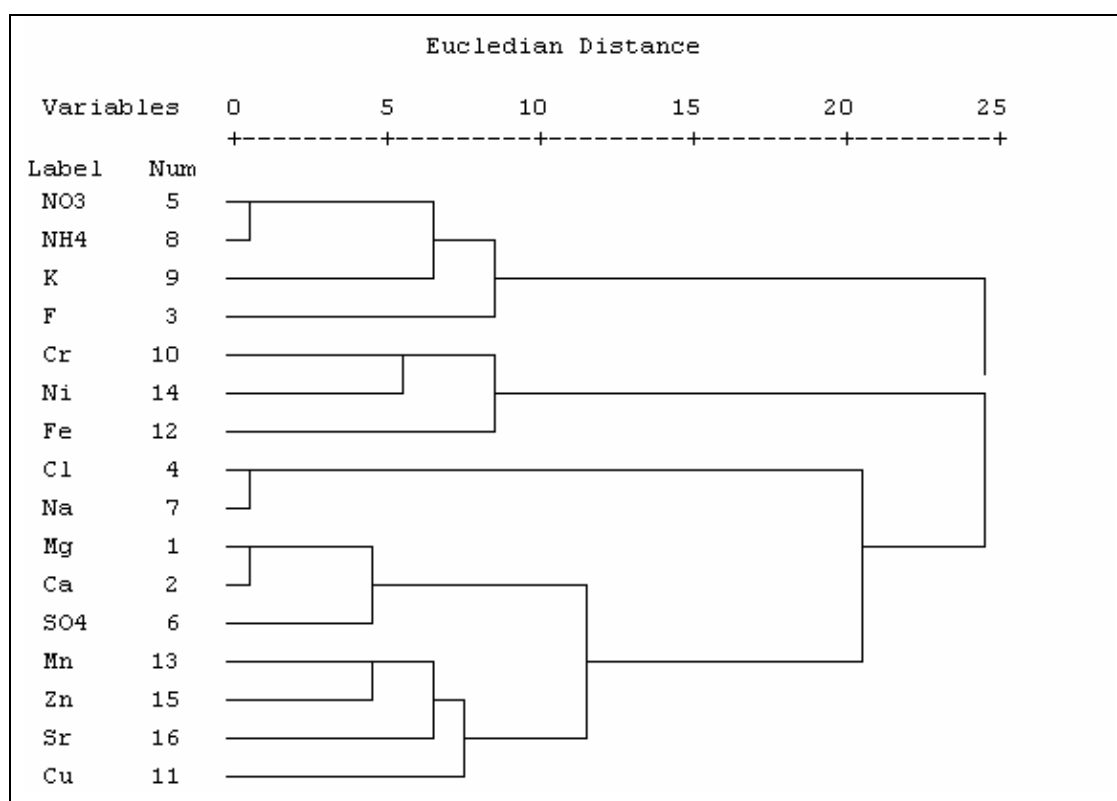 Eucledian Distance
Variables 0 5 10 15 20 25
+---------+---------+---------+---------+---------+
Label Num
NO3 5
NH4 8
K 9
F 3
Cr 10
Ni 14
Fe 12
Cl 4
Na 7
Mg 1
Ca 2
SO4 6
Mn 13
Zn 15
Sr 16
Cu 11